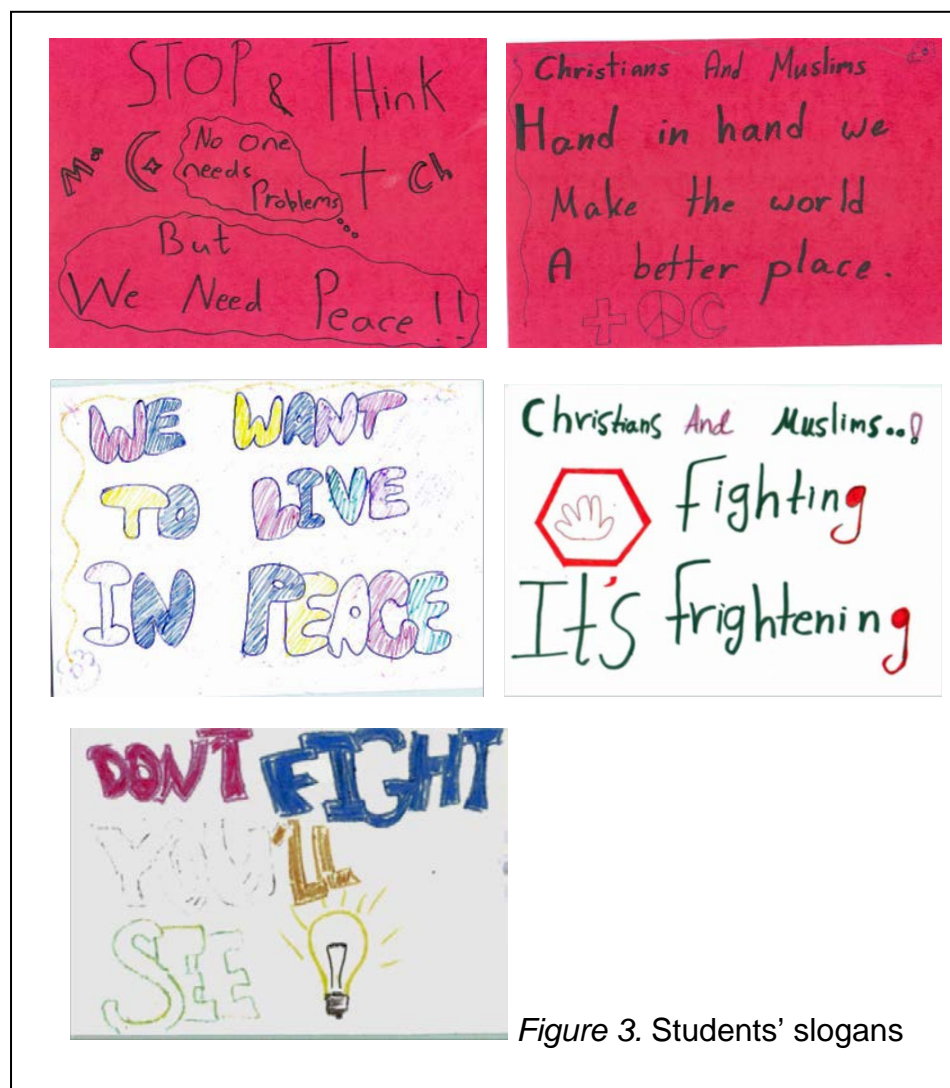 STOP & THink
Mo
No One
needs
Problems
Ch
But
We Need Peace!!
Christians And Muslims
Hand in hand we
Make the world
A better place.
WE WANT
TO LIVE
IN PEACE
Christians And Muslims..!
Fighting
It's frightening
DON'T FIGHT
YOU'LL
SEE
Figure 3. Students' slogans